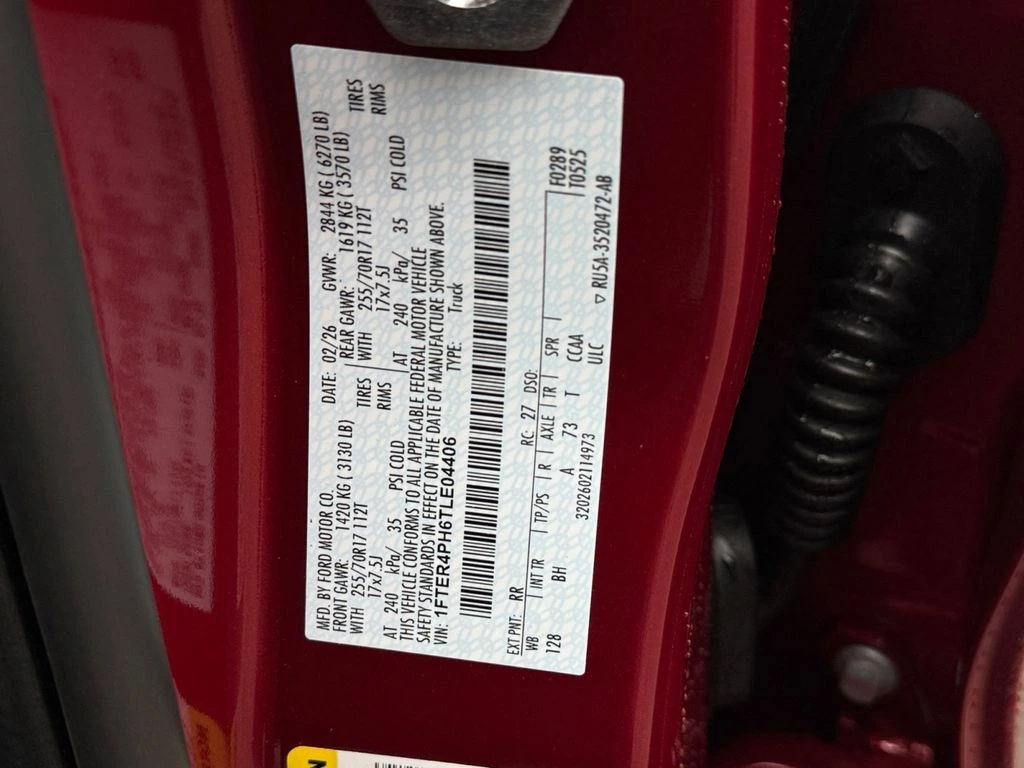 MFD. BY FORD MOTOR CO. DATE: 02/26 GVWR: 2844 KG ( 6270 LB)
FRONT GAWR: 1420 KG ( 3130 LB) REAR GAWR: 1619 KG ( 3570 LB)
WITH 255/70R17 112T TIRES WITH 255/70R17 112T TIRES
17x7.5J RIMS 17x7.5J RIMS
AT 240 kPa/ 35 PSI COLD AT 240 kPa/ 35 PSI COLD
THIS VEHICLE CONFORMS TO ALL APPLICABLE FEDERAL MOTOR VEHICLE
SAFETY STANDARDS IN EFFECT ON THE DATE OF MANUFACTURE SHOWN ABOVE.
VIN: 1FTER4PH6TLE04406 TYPE: Truck
EXT PNT: RR RC: 27 DSO: F0289
WB INT TR TP/PS R AXLE TR SPR T0525
128 BH A 73 T CCAA
3202602114973 ULC
▽ RU5A-3520472-AB
N